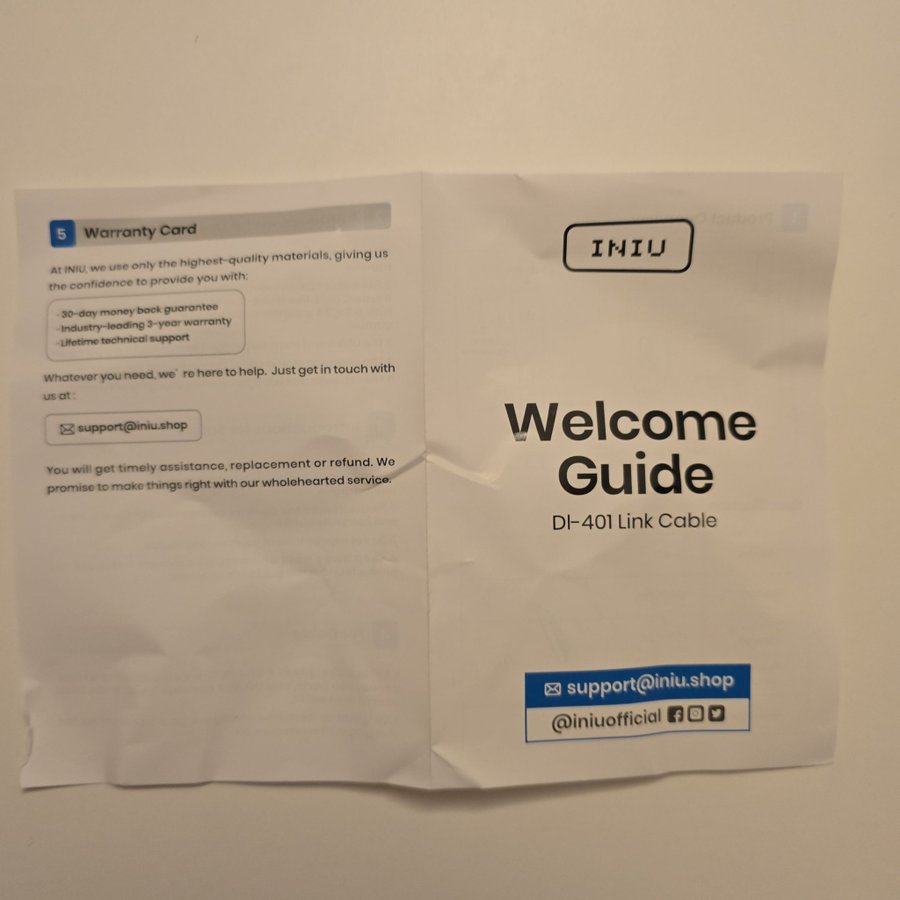 5 Warranty Card
At INIU, we use only the highest-quality materials, giving us
the confidence to provide you with:
-30-day money back guarantee
-Industry-leading 3-year warranty
-Lifetime technical support
Whatever you need, we' re here to help. Just get in touch with
us at :
support@iniu.shop
You will get timely assistance, replacement or refund. We
promise to make things right with our wholehearted service.
INIU
Welcome
Guide
DI-401 Link Cable
support@iniu.shop
@iniuofficial